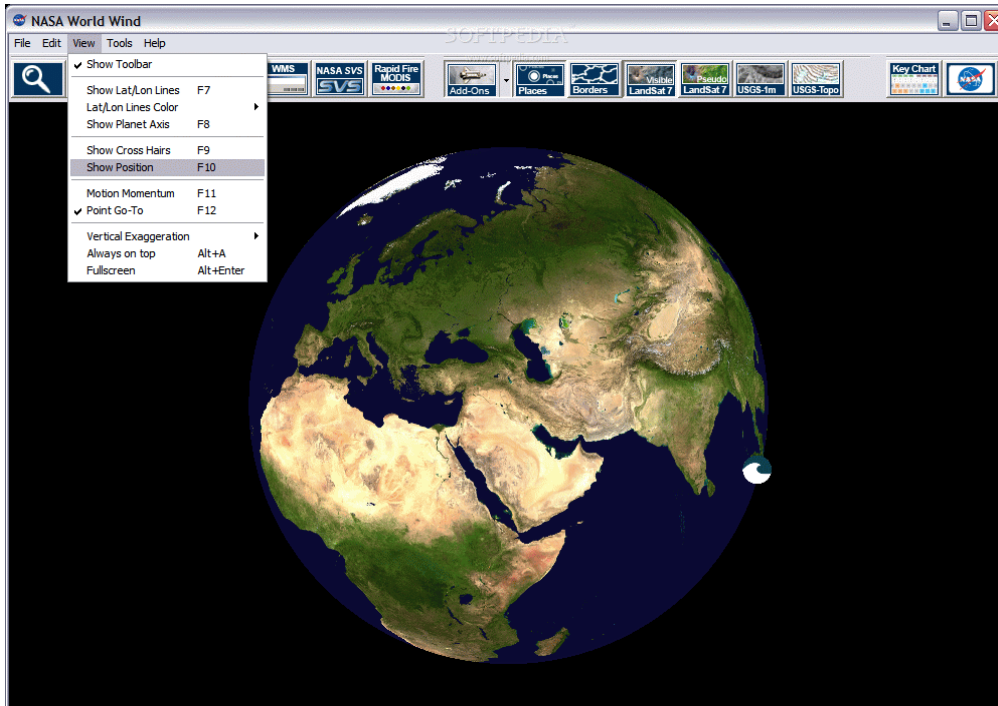 NASA World Wind
File Edit View Tools Help
SOFTPEDIA
www.softpedia.com
Show Toolbar
Show Lat/Lon Lines F7
Lat/Lon Lines Color
Show Planet Axis F8
Show Cross Hairs F9
Show Position F10
Motion Momentum F11
Point Go-To F12
Vertical Exaggeration
Always on top Alt+A
Fullscreen Alt+Enter
WMS
NASA SVS
SVS
Rapid Fire
MODIS
Add-Ons
Places
Places
Borders
Visible
LandSat 7
Pseudo
LandSat 7
USGS-1m
USGS-Topo
Key Chart